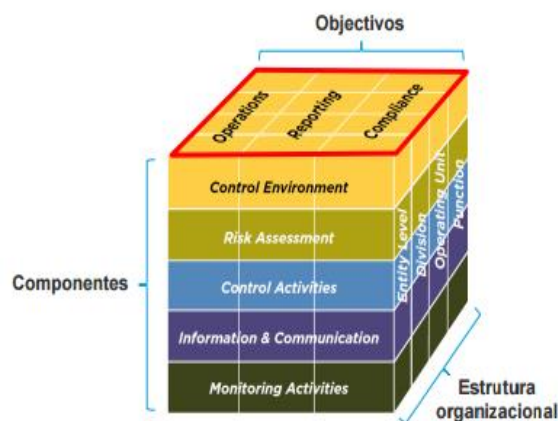 Objectivos
Operations
Reporting
Compliance
Control Environment
Risk Assessment
Control Activities
Information & Communication
Monitoring Activities
Entity Level
Division
Operating Unit
Function
Componentes
Estrutura
organizacional